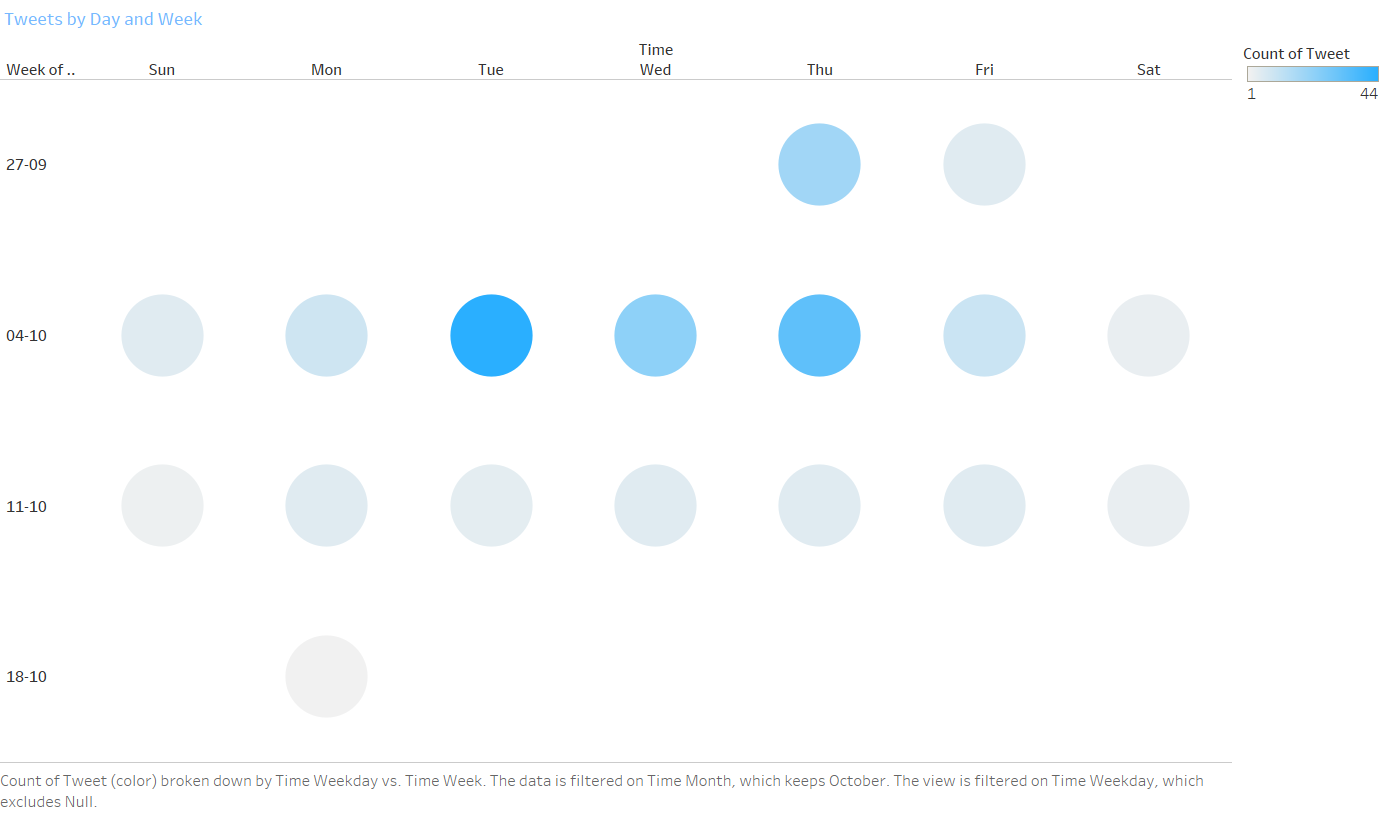 Tweets by Day and Week
Time
Week of ..
Sun
Mon
Tue
Wed
Thu
Fri
Sat
Count of Tweet
1
44
27-09
04-10
11-10
18-10
Count of Tweet (color) broken down by Time Weekday vs. Time Week. The data is filtered on Time Month, which keeps October. The view is filtered on Time Weekday, which
excludes Null.